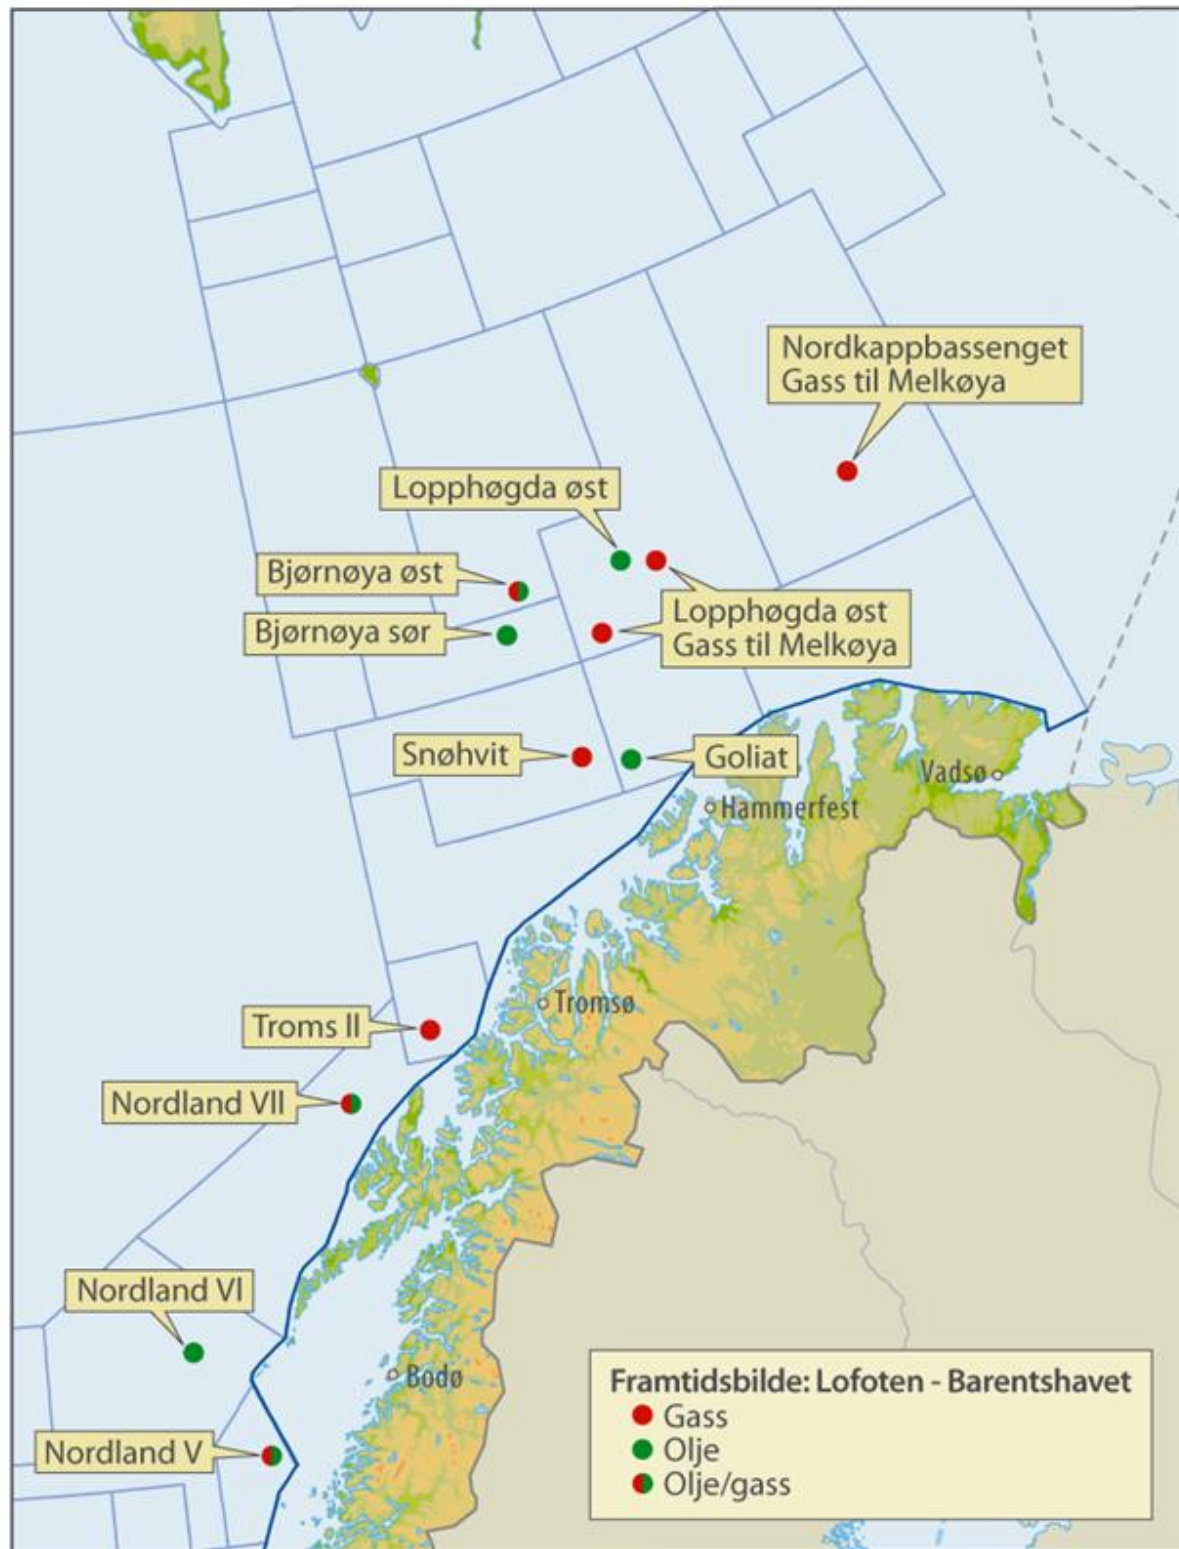 Nordkappbassenget
Gass til Melkøya
Lopphøgda øst
Bjørnøya øst
Bjørnøya sør
Lopphøgda øst
Gass til Melkøya
Snøhvit
Goliat
Vadsø
Hammerfest
Tromsø
Troms II
Nordland VII
Nordland VI
Bodø
Nordland V
Framtidsbilde: Lofoten - Barentshavet
Gass
Olje
Olje/gass